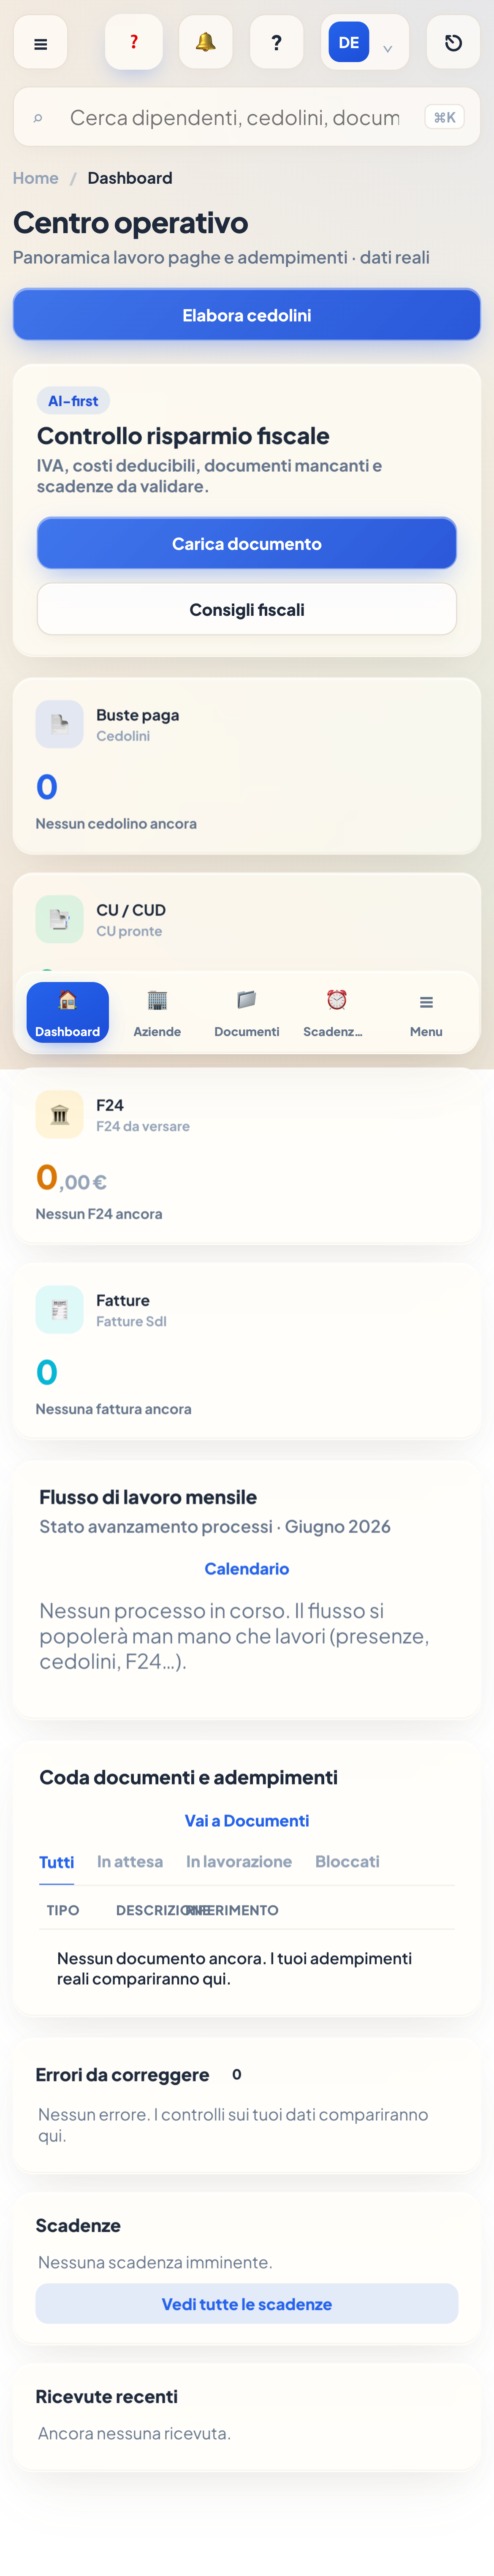 ≡
?
?
DE
Cerca dipendenti, cedolini, docum
⌘K
Home / Dashboard
Centro operativo
Panoramica lavoro paghe e adempimenti · dati reali
Elabora cedolini
AI-first
Controllo risparmio fiscale
IVA, costi deducibili, documenti mancanti e
scadenze da validare.
Carica documento
Consigli fiscali
Buste paga
Cedolini
0
Nessun cedolino ancora
CU / CUD
CU pronte
Dashboard
Aziende
Documenti
Scadenz...
Menu
F24
F24 da versare
0,00 €
Nessun F24 ancora
Fatture
Fatture SdI
0
Nessuna fattura ancora
Flusso di lavoro mensile
Stato avanzamento processi · Giugno 2026
Calendario
Nessun processo in corso. Il flusso si
popolerà man mano che lavori (presenze,
cedolini, F24…).
Coda documenti e adempimenti
Vai a Documenti
Tutti In attesa In lavorazione Bloccati
TIPO DESCRIZIONE RIFERIMENTO
Nessun documento ancora. I tuoi adempimenti
reali compariranno qui.
Errori da correggere 0
Nessun errore. I controlli sui tuoi dati compariranno
qui.
Scadenze
Nessuna scadenza imminente.
Vedi tutte le scadenze
Ricevute recenti
Ancora nessuna ricevuta.